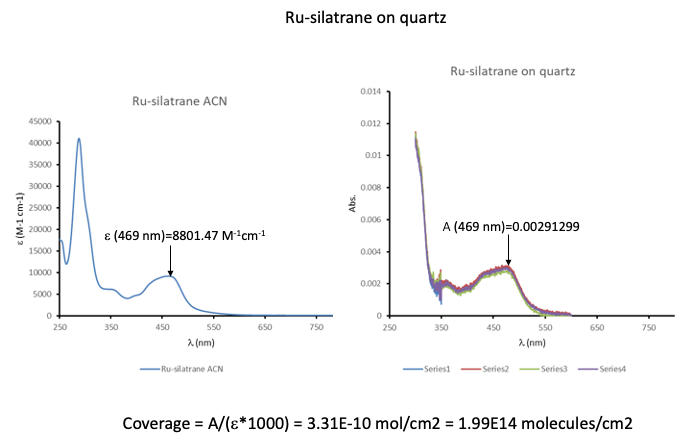 Ru-silatrane on quartz
Ru-silatrane ACN
45000
40000
35000
30000
25000
20000
15000
10000
5000
0
ε (M-1 cm-1)
ε (469 nm)=8801.47 M⁻¹cm⁻¹
250 350 450 550 650 750
λ (nm)
Ru-silatrane ACN
Ru-silatrane on quartz
0.014
0.012
0.01
0.008
0.006
0.004
0.002
0
Abs.
A (469 nm)=0.00291299
250 350 450 550 650 750
λ (nm)
Series1 Series2 Series3 Series4
Coverage = A/(ε*1000) = 3.31E-10 mol/cm2 = 1.99E14 molecules/cm2